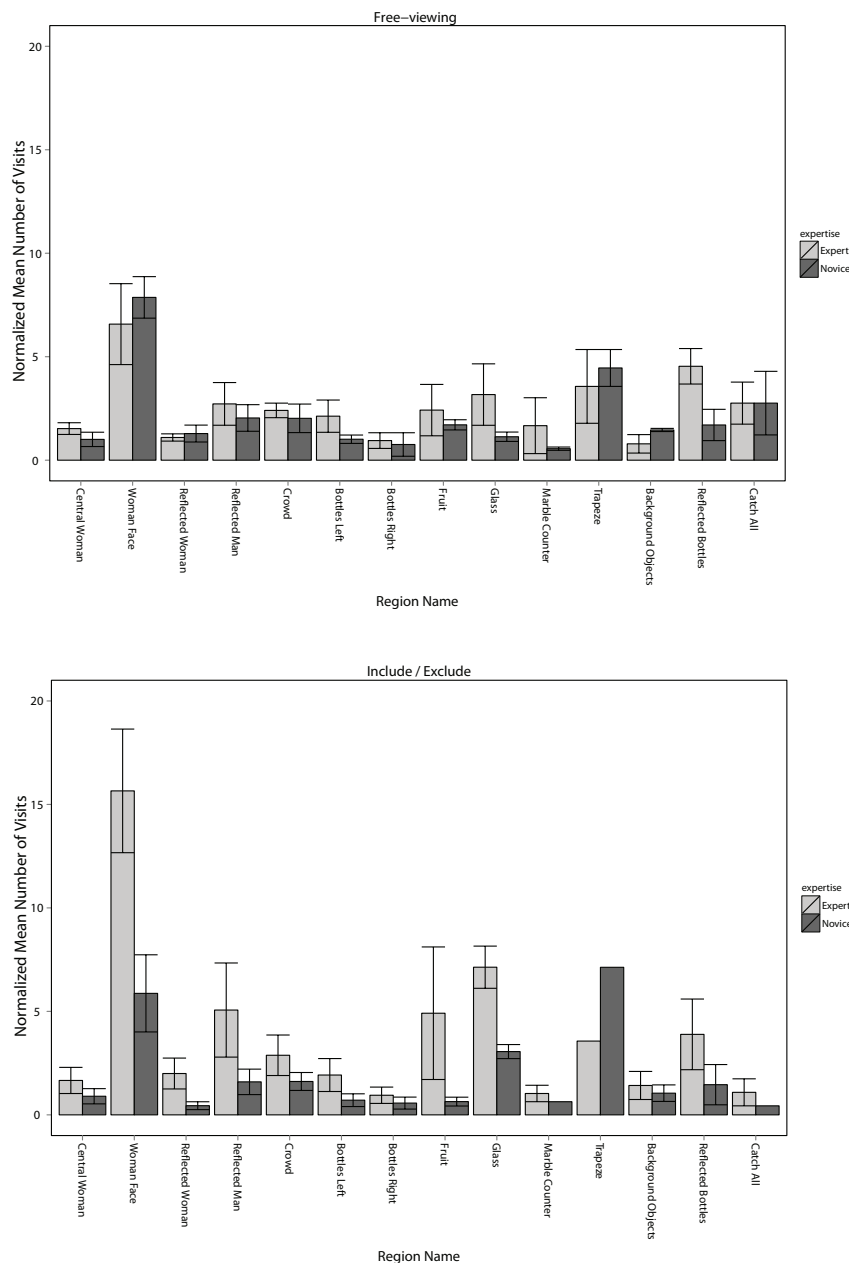 Free−viewing
20
15
10
5
0
Normalized Mean Number of Visits
expertise
Expert
Novice
Central Woman
Woman Face
Reflected Woman
Reflected Man
Crowd
Bottles Left
Bottles Right
Fruit
Glass
Marble Counter
Trapeze
Background Objects
Reflected Bottles
Catch All
Region Name
Include / Exclude
20
15
10
5
0
Normalized Mean Number of Visits
expertise
Expert
Novice
Central Woman
Woman Face
Reflected Woman
Reflected Man
Crowd
Bottles Left
Bottles Right
Fruit
Glass
Marble Counter
Trapeze
Background Objects
Reflected Bottles
Catch All
Region Name